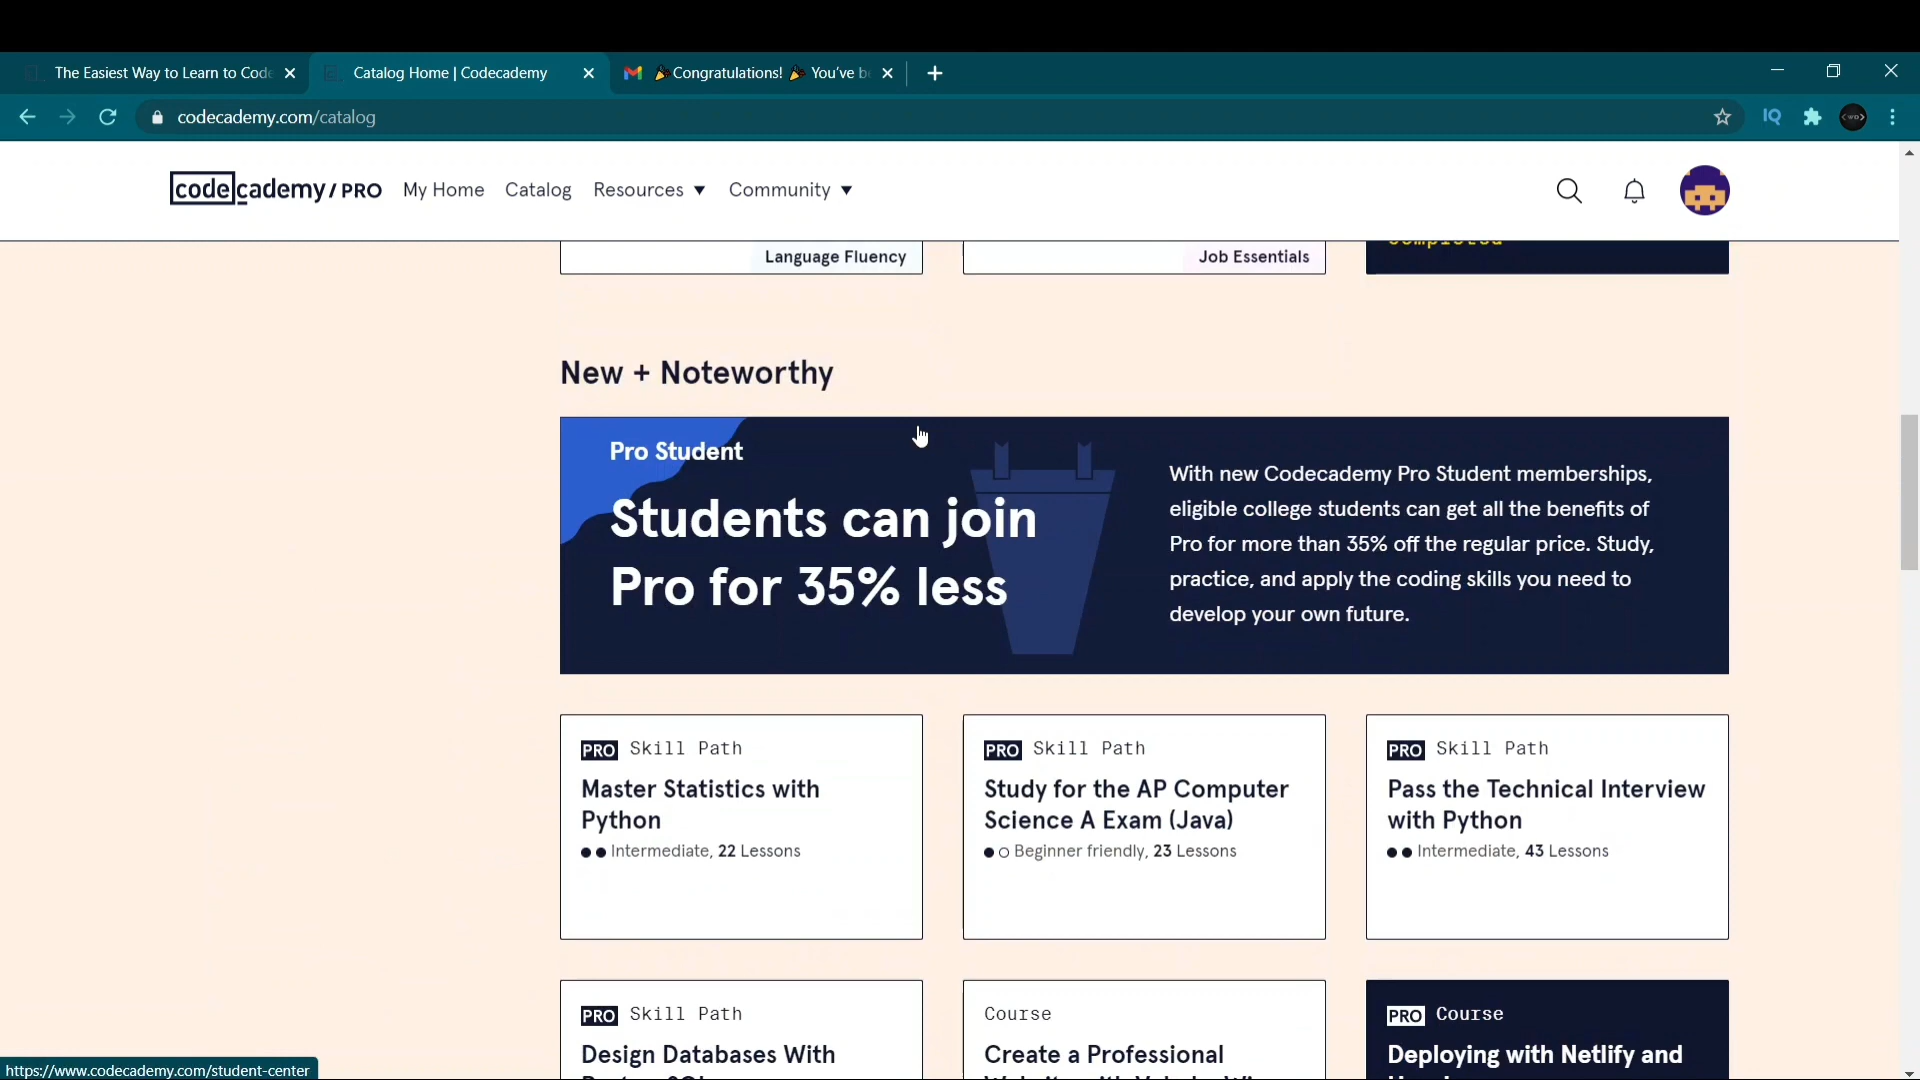 The Easiest Way to Learn to Code
Catalog Home | Codecademy
🎉Congratulations! 🎉 You've b
codecademy.com/catalog
IQ
codecademy / PRO
My Home
Catalog
Resources ▼
Community ▼
Language Fluency
Job Essentials
Completed
New + Noteworthy
Pro Student
Students can join
Pro for 35% less
With new Codecademy Pro Student memberships,
eligible college students can get all the benefits of
Pro for more than 35% off the regular price. Study,
practice, and apply the coding skills you need to
develop your own future.
PRO Skill Path
Master Statistics with
Python
Intermediate, 22 Lessons
PRO Skill Path
Study for the AP Computer
Science A Exam (Java)
Beginner friendly, 23 Lessons
PRO Skill Path
Pass the Technical Interview
with Python
Intermediate, 43 Lessons
PRO Skill Path
Design Databases With
Course
Create a Professional
PRO Course
Deploying with Netlify and
https://www.codecademy.com/student-center